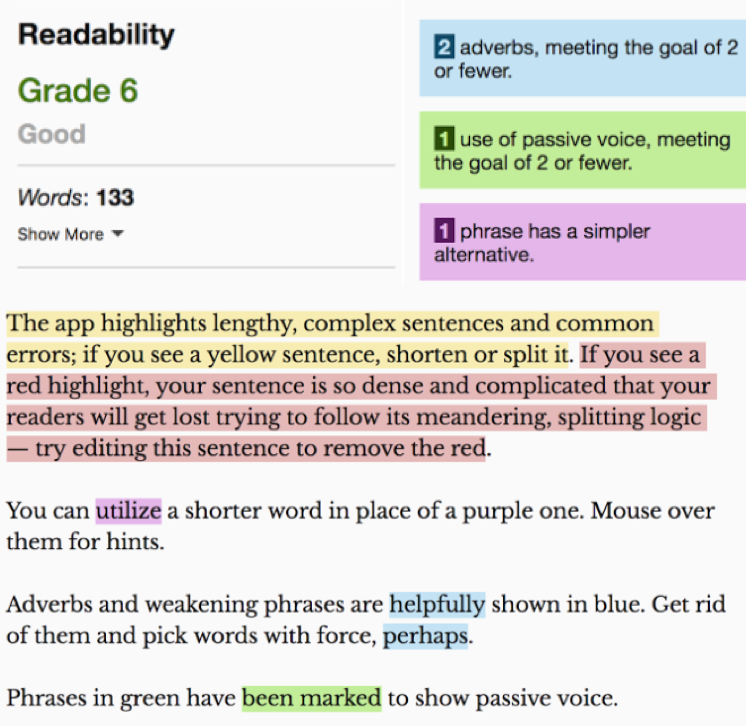 Readability
Grade 6
Good
Words: 133
Show More
2 adverbs, meeting the goal of 2
or fewer.
1 use of passive voice, meeting
the goal of 2 or fewer.
1 phrase has a simpler
alternative.
The app highlights lengthy, complex sentences and common
errors; if you see a yellow sentence, shorten or split it. If you see a
red highlight, your sentence is so dense and complicated that your
readers will get lost trying to follow its meandering, splitting logic
— try editing this sentence to remove the red.
You can utilize a shorter word in place of a purple one. Mouse over
them for hints.
Adverbs and weakening phrases are helpfully shown in blue. Get rid
of them and pick words with force, perhaps.
Phrases in green have been marked to show passive voice.